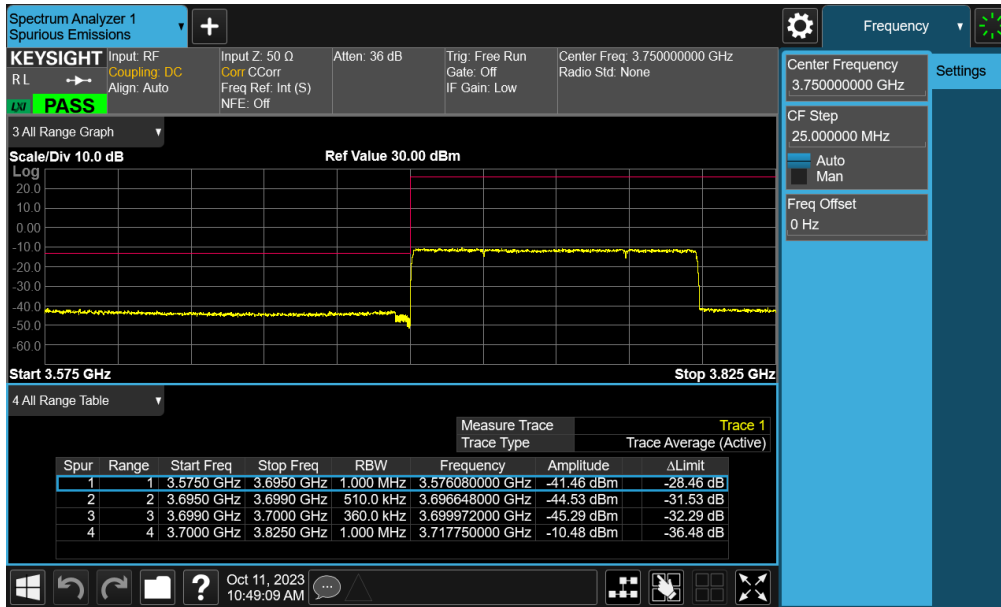 Spectrum Analyzer 1
Spurious Emissions
Frequency
KEYSIGHT
R L
LXI
PASS
Input: RF
Coupling: DC
Align: Auto
Input Z: 50 Ω
Corr CCorr
Freq Ref: Int (S)
NFE: Off
Atten: 36 dB
Trig: Free Run
Gate: Off
IF Gain: Low
Center Freq: 3.750000000 GHz
Radio Std: None
Center Frequency
3.750000000 GHz
Settings
CF Step
25.000000 MHz
Auto
Man
Freq Offset
0 Hz
3 All Range Graph
Scale/Div 10.0 dB
Ref Value 30.00 dBm
Log
20.0
10.0
0.00
-10.0
-20.0
-30.0
-40.0
-50.0
-60.0
Start 3.575 GHz
Stop 3.825 GHz
4 All Range Table
Measure Trace Trace 1
Trace Type Trace Average (Active)
Spur Range Start Freq Stop Freq RBW Frequency Amplitude ΔLimit
1 1 3.5750 GHz 3.6950 GHz 1.000 MHz 3.576080000 GHz -41.46 dBm -28.46 dB
2 2 3.6950 GHz 3.6990 GHz 510.0 kHz 3.696648000 GHz -44.53 dBm -31.53 dB
3 3 3.6990 GHz 3.7000 GHz 360.0 kHz 3.699972000 GHz -45.29 dBm -32.29 dB
4 4 3.7000 GHz 3.8250 GHz 1.000 MHz 3.717750000 GHz -10.48 dBm -36.48 dB
?
Oct 11, 2023
10:49:09 AM